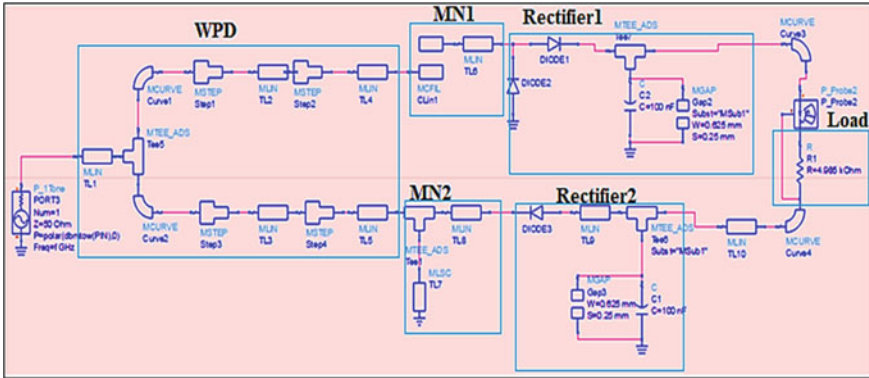 WPD
MN1
Rectifier1
MCURVE
Curve1
MSTEP
Step1
MLIN
TL2
MSTEP
Step2
MLIN
TL4
MCFIL
CLin1
MLIN
TL6
DIODE1
DIODE2
MTEE_ADS
Tee7
C
C2
C=100 nF
MGAP
Gap2
Subst="MSub1"
W=0.625 mm
S=0.25 mm
MCURVE
Curve3
P_Probe2
P_Probe2
Load
R
R1
R=4.965 kOhm
MTEE_ADS
Tee5
MLIN
TL1
P_1Tone
PORT3
Num=1
Z=50 Ohm
P=polar(dbmtow(PIN),0)
Freq=f GHz
MN2
Rectifier2
MCURVE
Curve2
MSTEP
Step3
MLIN
TL3
MSTEP
Step4
MLIN
TL5
MTEE_ADS
Tee1
MLIN
TL8
MLSC
TL7
DIODE3
MLIN
TL9
MTEE_ADS
Tee6
Subst="MSub1"
MLIN
TL10
MCURVE
Curve4
MGAP
Gap3
W=0.625 mm
S=0.25 mm
C
C1
C=100 nF